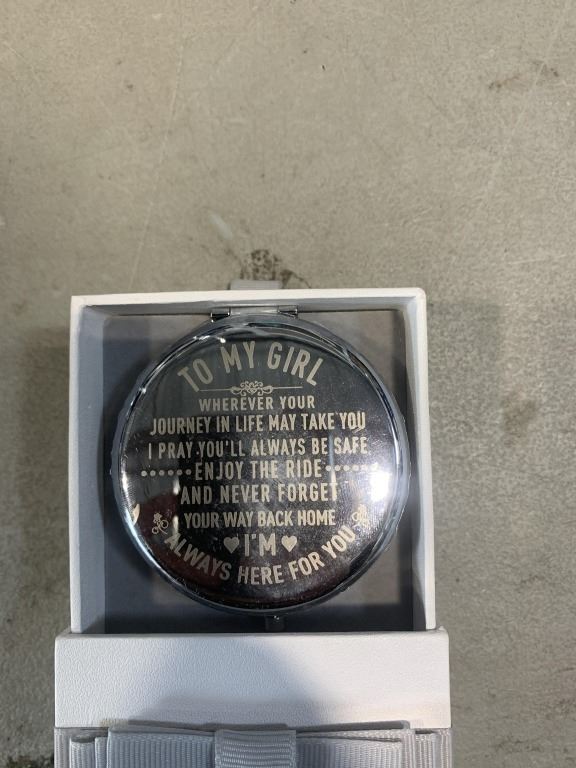 TO MY GIRL
WHEREVER YOUR
JOURNEY IN LIFE MAY TAKE YOU
I PRAY YOU'LL ALWAYS BE SAFE
ENJOY THE RIDE
AND NEVER FORGET
YOUR WAY BACK HOME
I'M
ALWAYS HERE FOR YOU